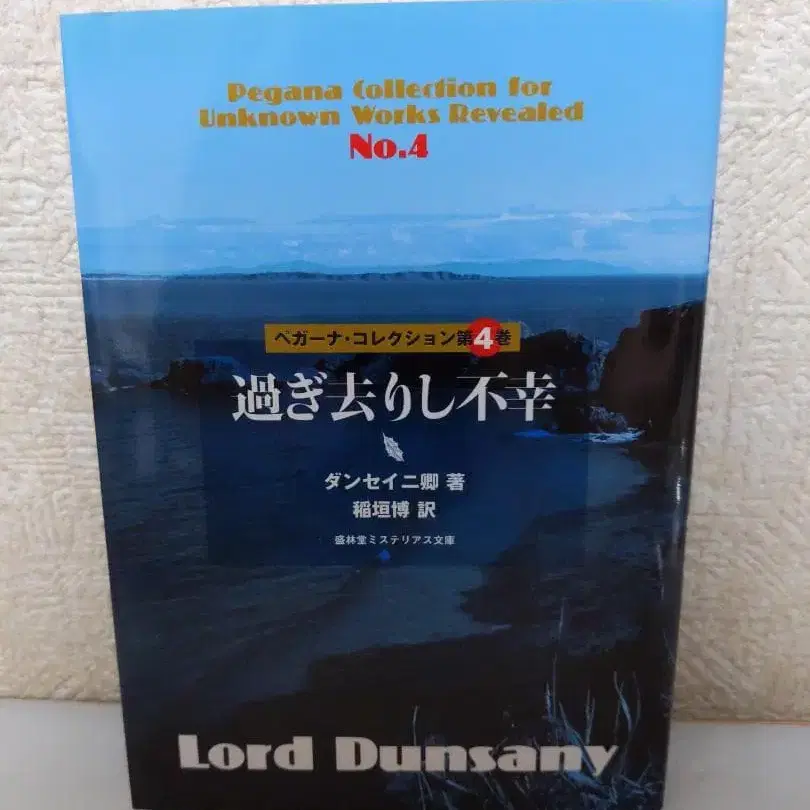 Pegana Collection for
Unknown Works Revealed
No.4
ペガーナ・コレクション第4巻
過ぎ去りし不幸
ダンセイニ卿 著
稲垣博 訳
盛林堂ミステリアス文庫
Lord Dunsany